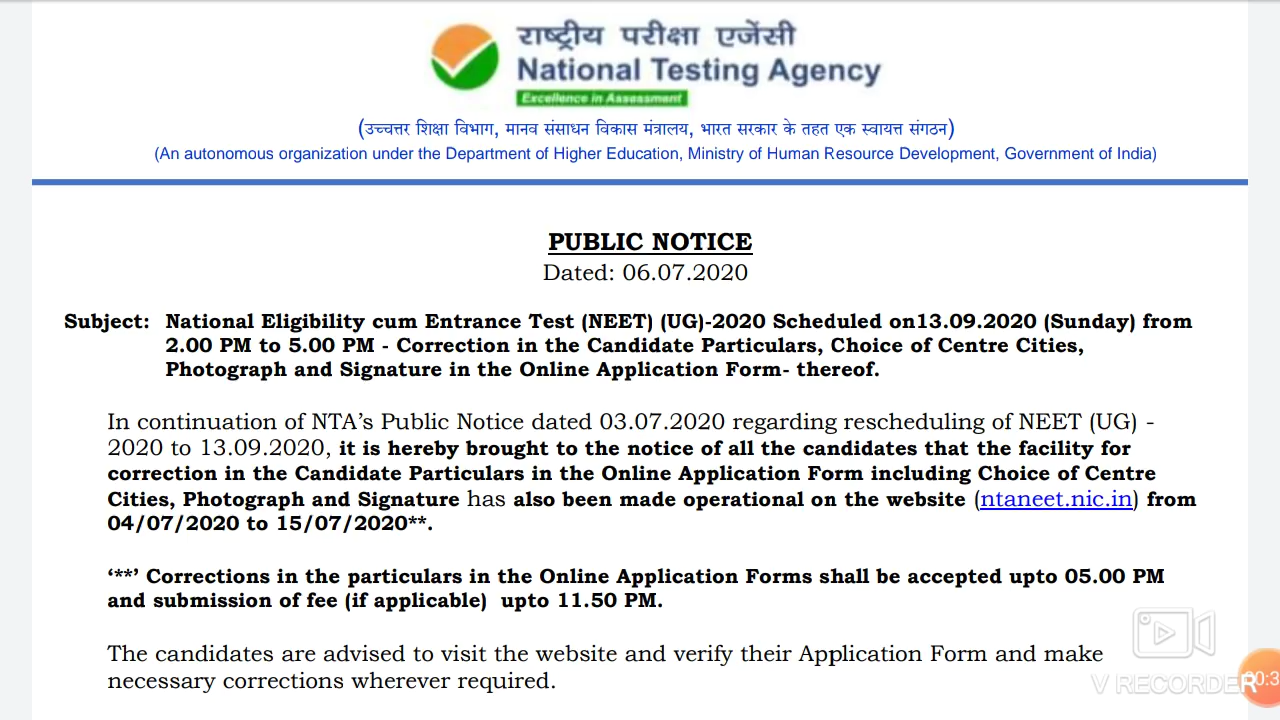 राष्ट्रीय परीक्षा एजेंसी
National Testing Agency
Excellence in Assessment
(उच्चत्तर शिक्षा विभाग, मानव संसाधन विकास मंत्रालय, भारत सरकार के तहत एक स्वायत्त संगठन)
(An autonomous organization under the Department of Higher Education, Ministry of Human Resource Development, Government of India)
PUBLIC NOTICE
Dated: 06.07.2020
Subject: National Eligibility cum Entrance Test (NEET) (UG)-2020 Scheduled on13.09.2020 (Sunday) from
2.00 PM to 5.00 PM - Correction in the Candidate Particulars, Choice of Centre Cities,
Photograph and Signature in the Online Application Form- thereof.
In continuation of NTA's Public Notice dated 03.07.2020 regarding rescheduling of NEET (UG) -
2020 to 13.09.2020, it is hereby brought to the notice of all the candidates that the facility for
correction in the Candidate Particulars in the Online Application Form including Choice of Centre
Cities, Photograph and Signature has also been made operational on the website (ntaneet.nic.in) from
04/07/2020 to 15/07/2020**.
'**' Corrections in the particulars in the Online Application Forms shall be accepted upto 05.00 PM
and submission of fee (if applicable) upto 11.50 PM.
The candidates are advised to visit the website and verify their Application Form and make
necessary corrections wherever required.
V RECORDER